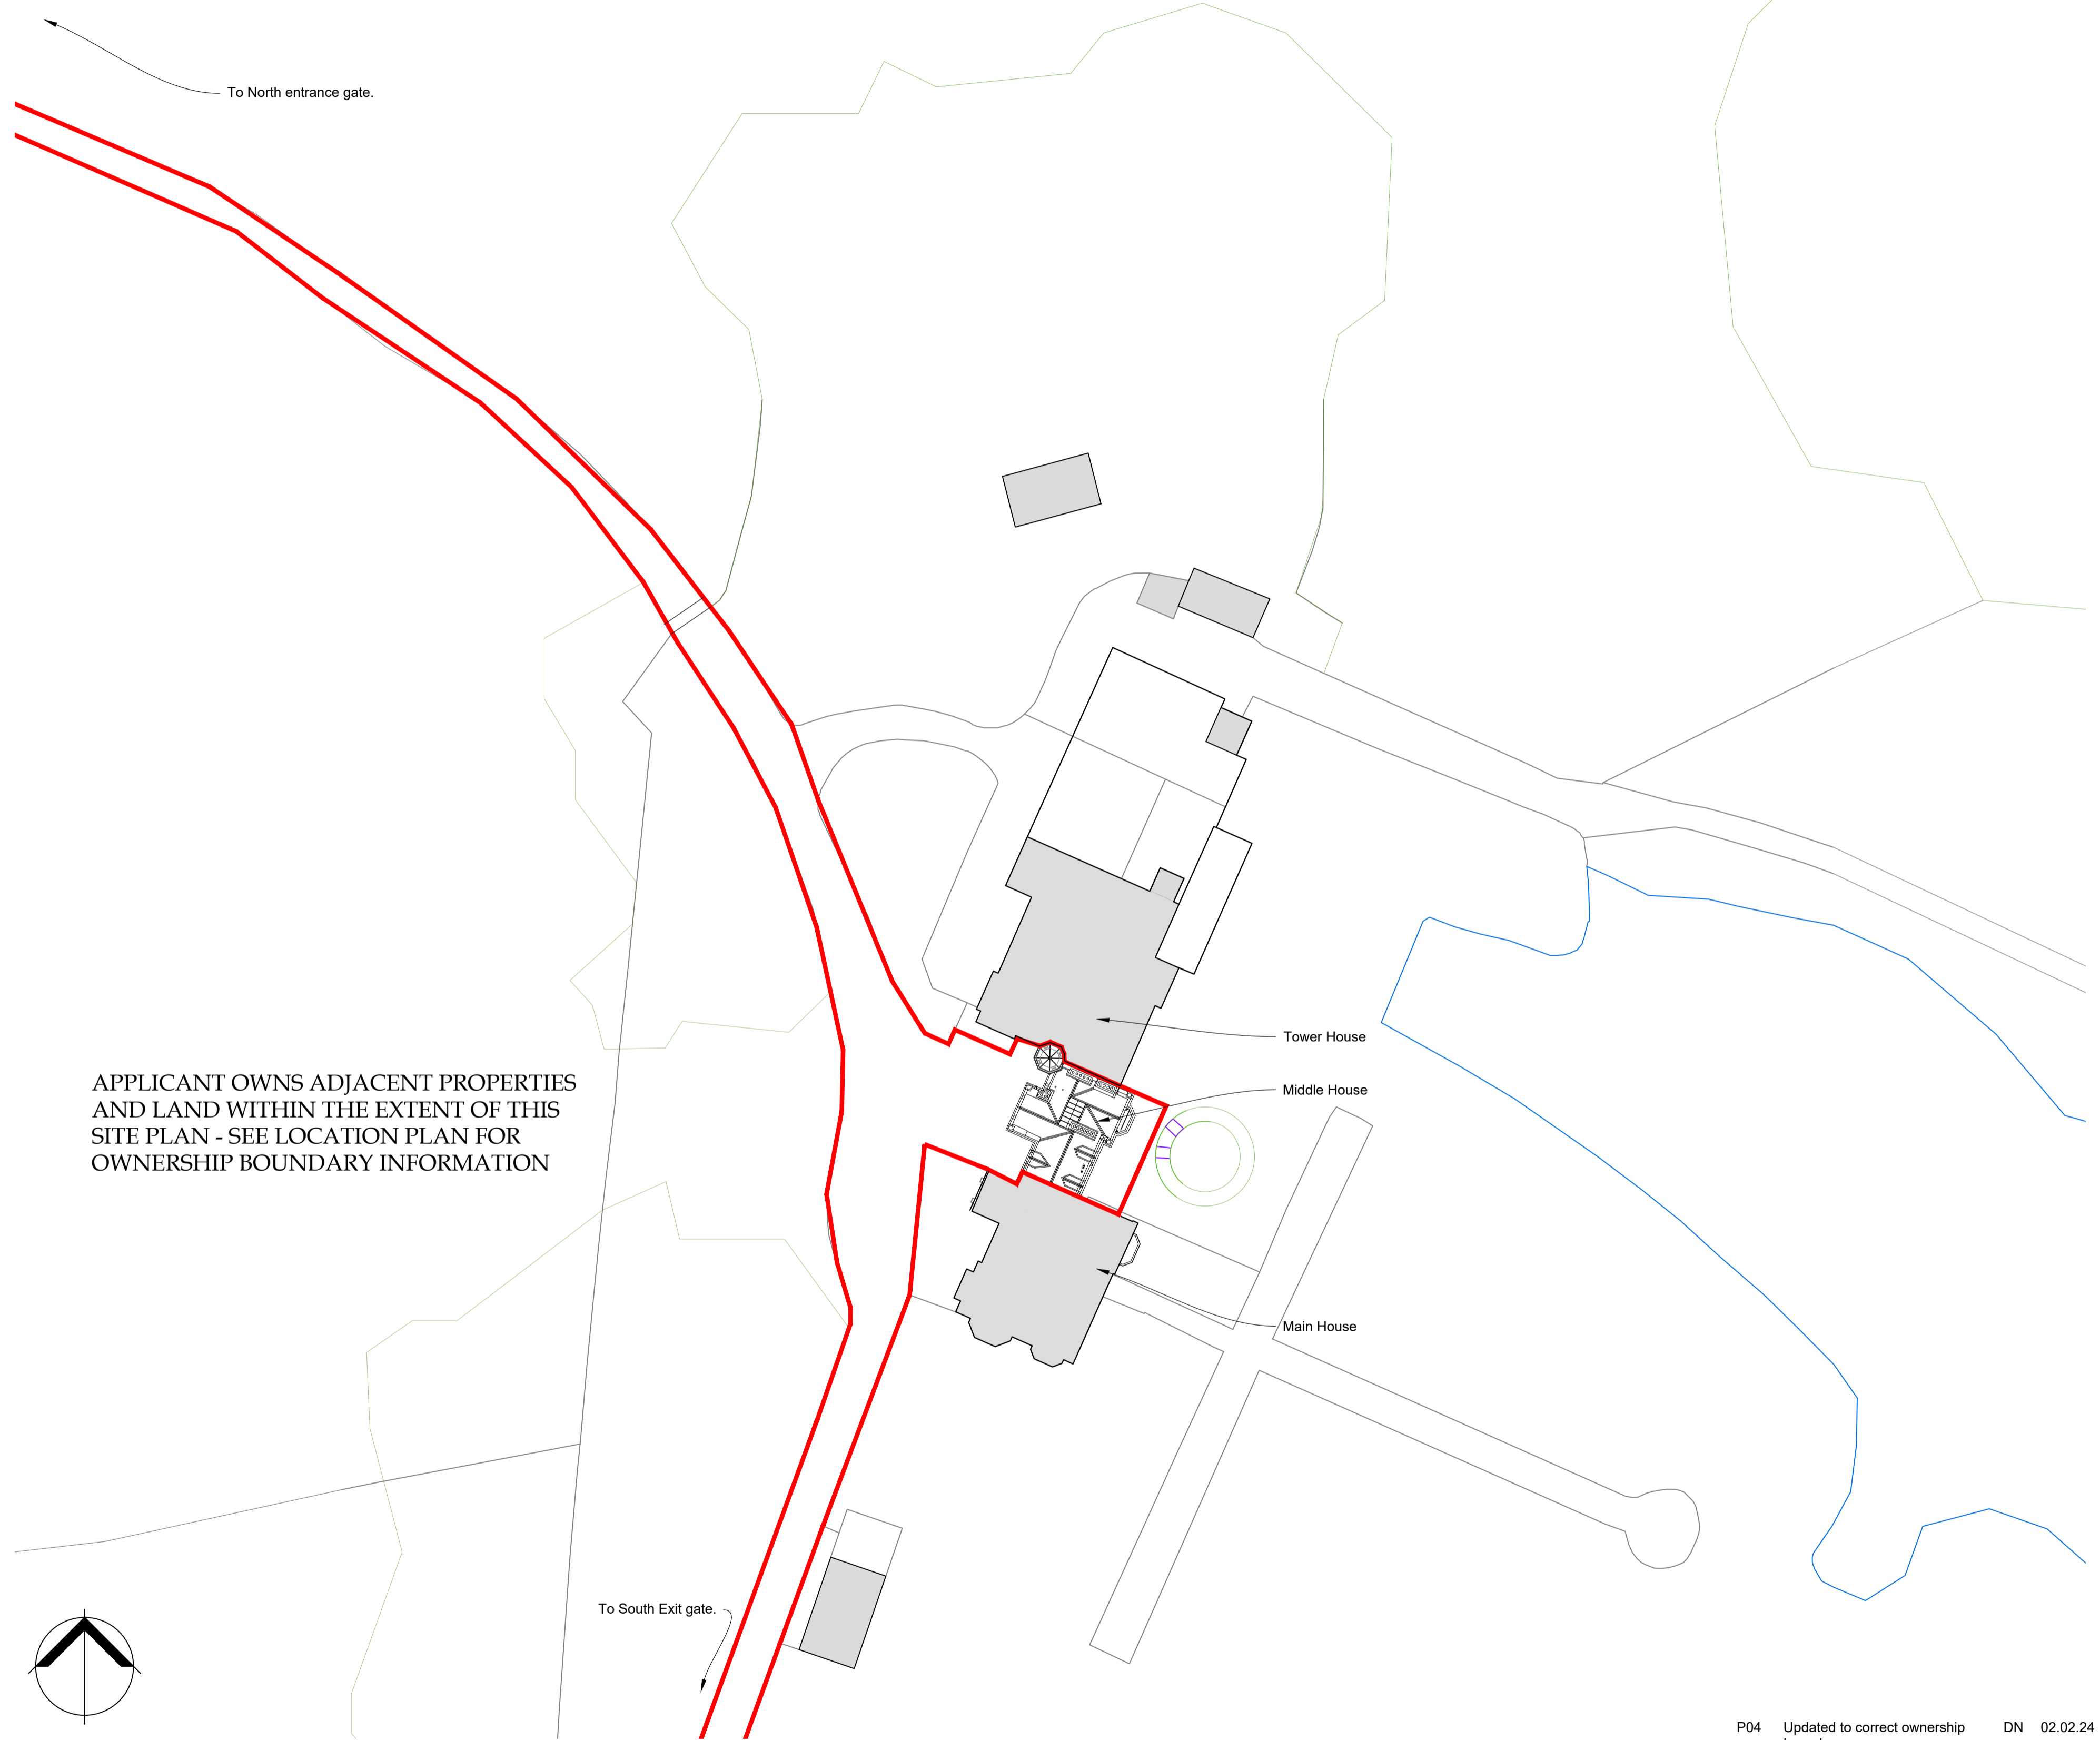 To North entrance gate.
Tower House
Middle House
APPLICANT OWNS ADJACENT PROPERTIES
AND LAND WITHIN THE EXTENT OF THIS
SITE PLAN - SEE LOCATION PLAN FOR
OWNERSHIP BOUNDARY INFORMATION
Main House
To South Exit gate.
P04 Updated to correct ownership DN 02.02.24